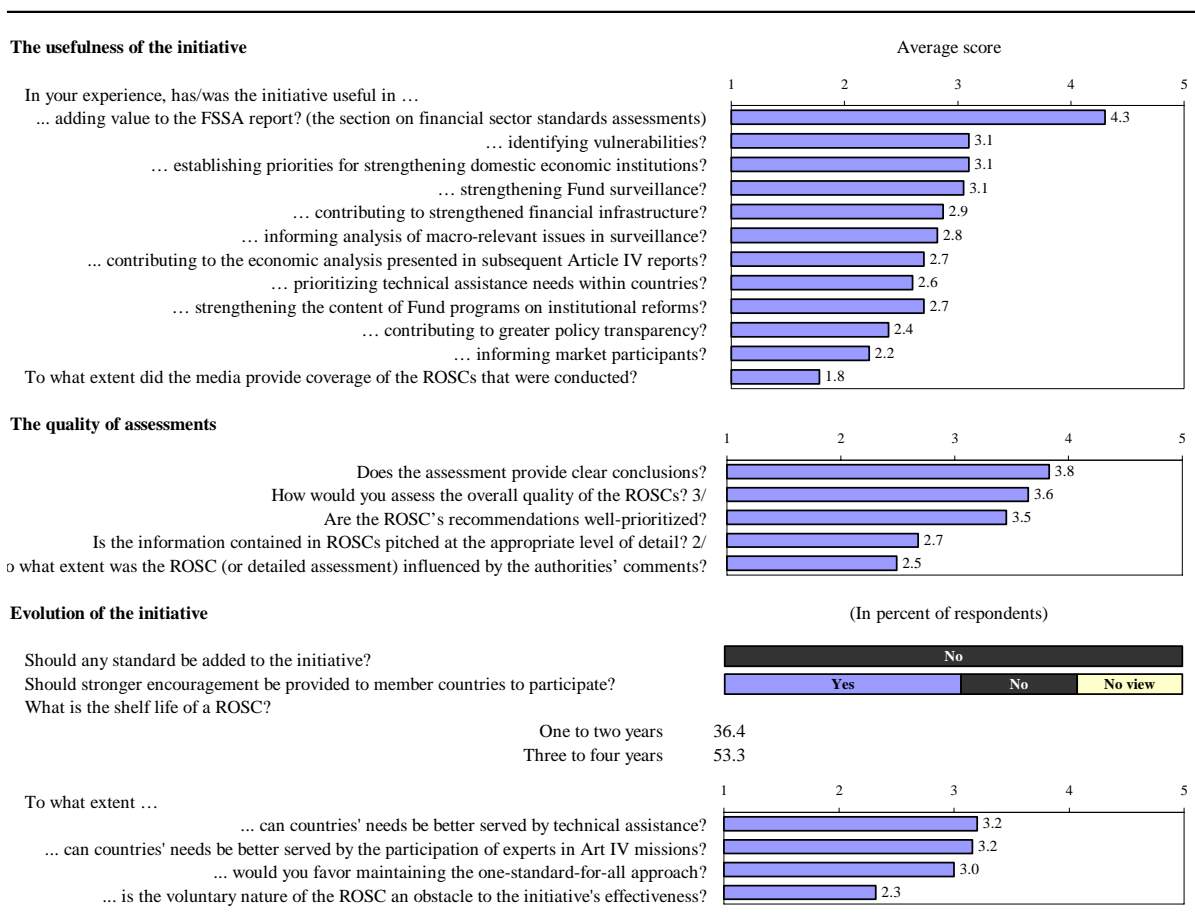 The usefulness of the initiative
Average score
1 2 3 4 5
In your experience, has/was the initiative useful in …
... adding value to the FSSA report? (the section on financial sector standards assessments) 4.3
… identifying vulnerabilities? 3.1
… establishing priorities for strengthening domestic economic institutions? 3.1
… strengthening Fund surveillance? 3.1
… contributing to strengthened financial infrastructure? 2.9
… informing analysis of macro-relevant issues in surveillance? 2.8
... contributing to the economic analysis presented in subsequent Article IV reports? 2.7
… prioritizing technical assistance needs within countries? 2.6
… strengthening the content of Fund programs on institutional reforms? 2.7
… contributing to greater policy transparency? 2.4
… informing market participants? 2.2
To what extent did the media provide coverage of the ROSCs that were conducted? 1.8
The quality of assessments
1 2 3 4 5
Does the assessment provide clear conclusions? 3.8
How would you assess the overall quality of the ROSCs? 3/ 3.6
Are the ROSC's recommendations well-prioritized? 3.5
Is the information contained in ROSCs pitched at the appropriate level of detail? 2/ 2.7
o what extent was the ROSC (or detailed assessment) influenced by the authorities' comments? 2.5
Evolution of the initiative
(In percent of respondents)
Should any standard be added to the initiative? No
Should stronger encouragement be provided to member countries to participate? Yes No No view
What is the shelf life of a ROSC?
One to two years 36.4
Three to four years 53.3
1 2 3 4 5
To what extent …
... can countries' needs be better served by technical assistance? 3.2
... can countries' needs be better served by the participation of experts in Art IV missions? 3.2
... would you favor maintaining the one-standard-for-all approach? 3.0
... is the voluntary nature of the ROSC an obstacle to the initiative's effectiveness? 2.3